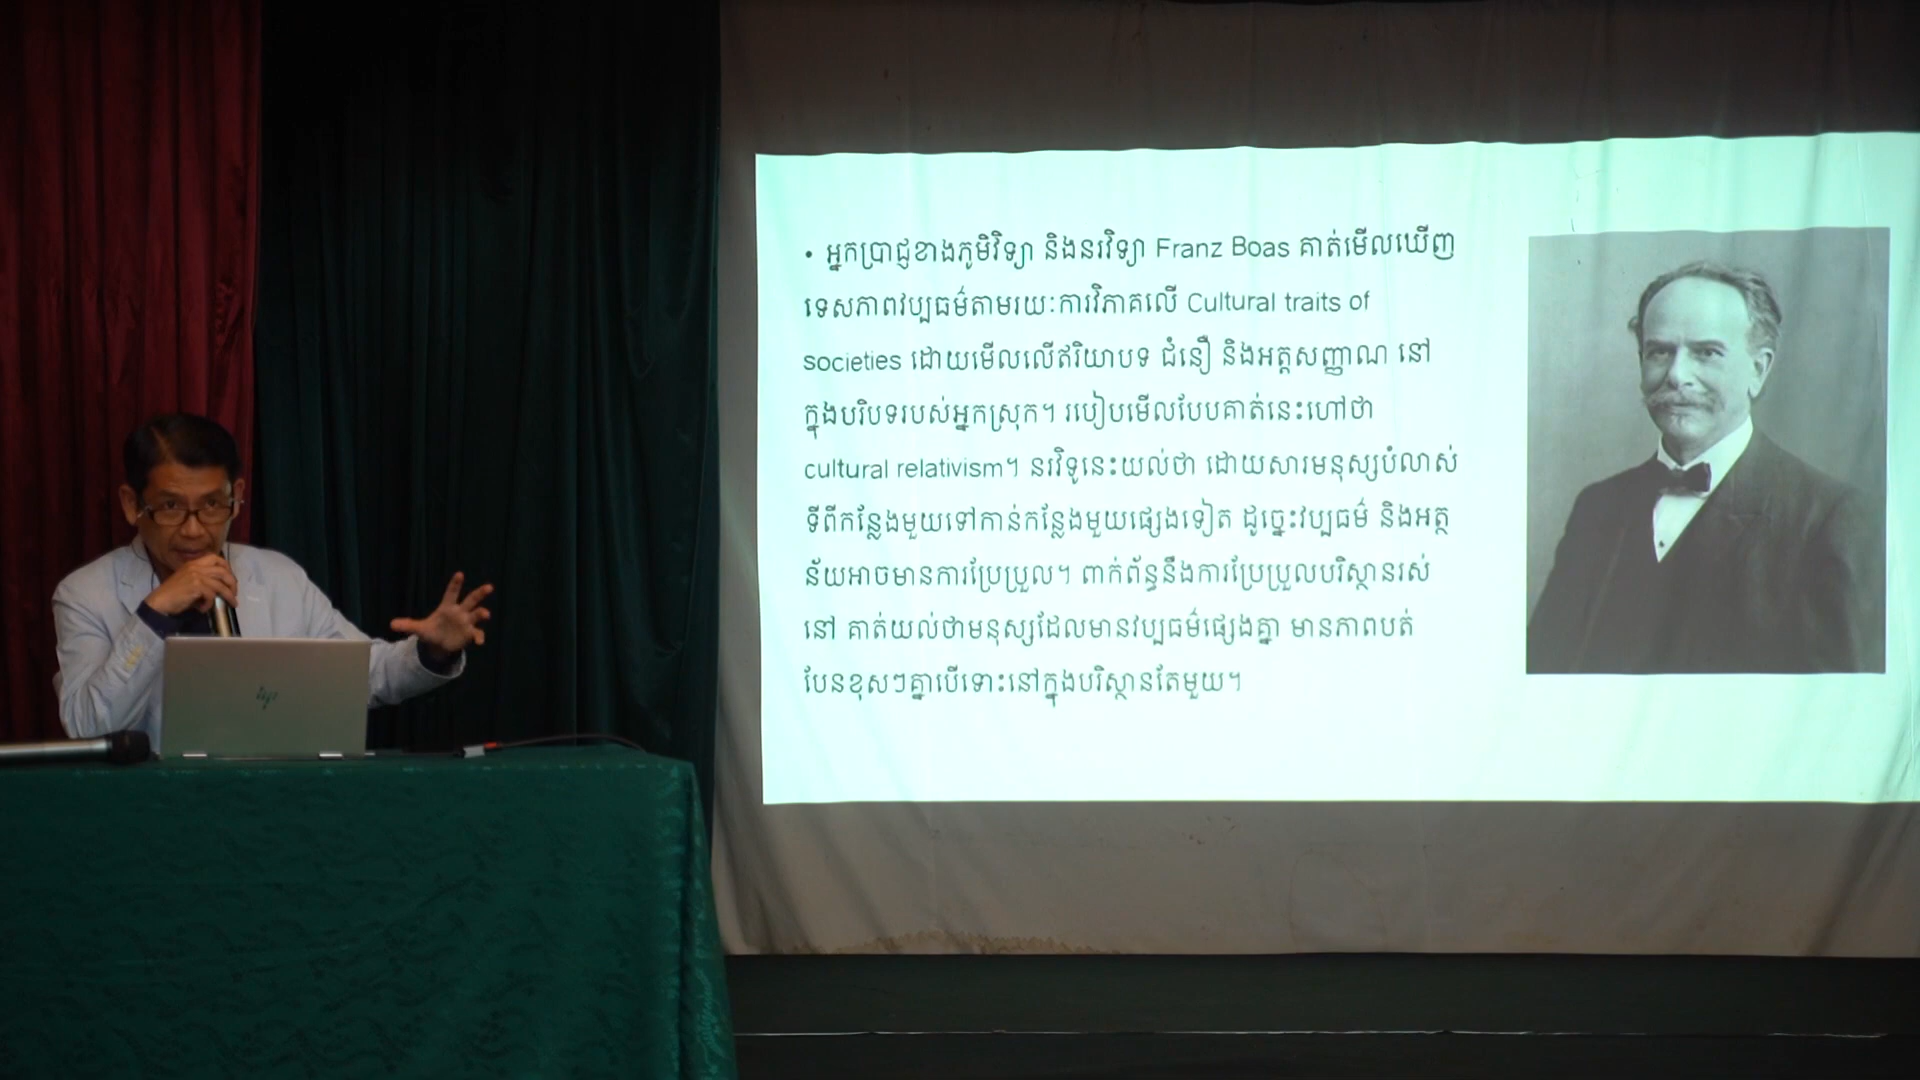 • អ្នកប្រាជ្ញខាងភូមិវិទ្យា និងនរវិទ្យា Franz Boas គាត់មើលឃើញ
ទេសភាពវប្បធម៌តាមរយៈការវិភាគលើ Cultural traits of
societies ដោយមើលលើឥរិយាបទ ជំនឿ និងអត្តសញ្ញាណ នៅ
ក្នុងបរិបទរបស់អ្នកស្រុក។ របៀបមើលបែបគាត់នេះហៅថា
cultural relativism។ នរវិទូនេះយល់ថា ដោយសារមនុស្សបំលាស់
ទីពីកន្លែងមួយទៅកាន់កន្លែងមួយផ្សេងទៀត ដូច្នេះវប្បធម៌ និងអត្ថ
ន័យអាចមានការប្រែប្រួល។ ពាក់ព័ន្ធនឹងការប្រែប្រួលបរិស្ថានរស់
នៅ គាត់យល់ថាមនុស្សដែលមានវប្បធម៌ផ្សេងគ្នា មានភាពបត់
បែនខុសៗគ្នាបើទោះនៅក្នុងបរិស្ថានតែមួយ។
hp